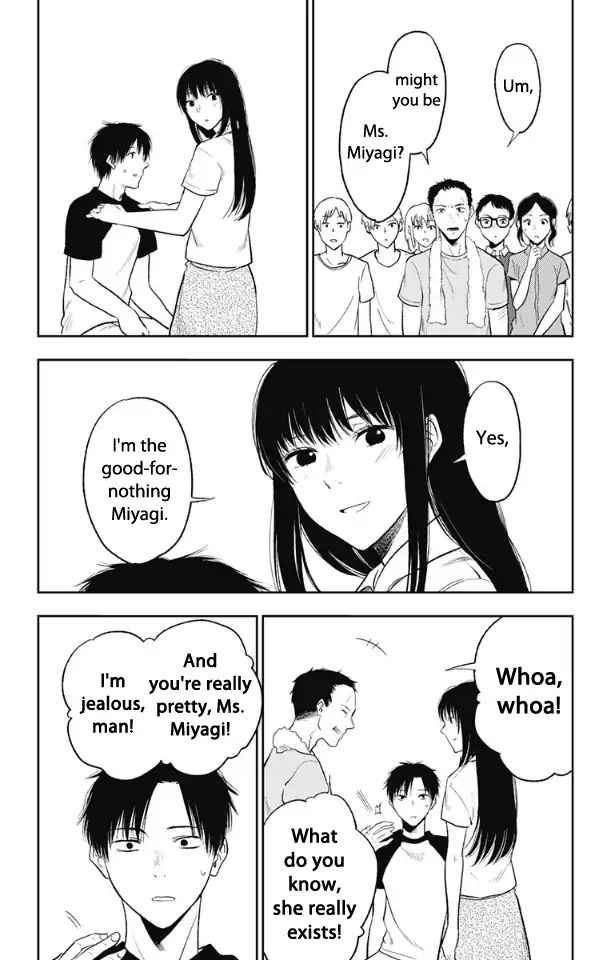 Um,
might
you be
Ms.
Miyagi?
Yes,
I'm the
good-for-
nothing
Miyagi.
Whoa,
whoa!
What
do you
know,
she really
exists!
And
you're really
pretty, Ms.
Miyagi!
I'm
jealous,
man!